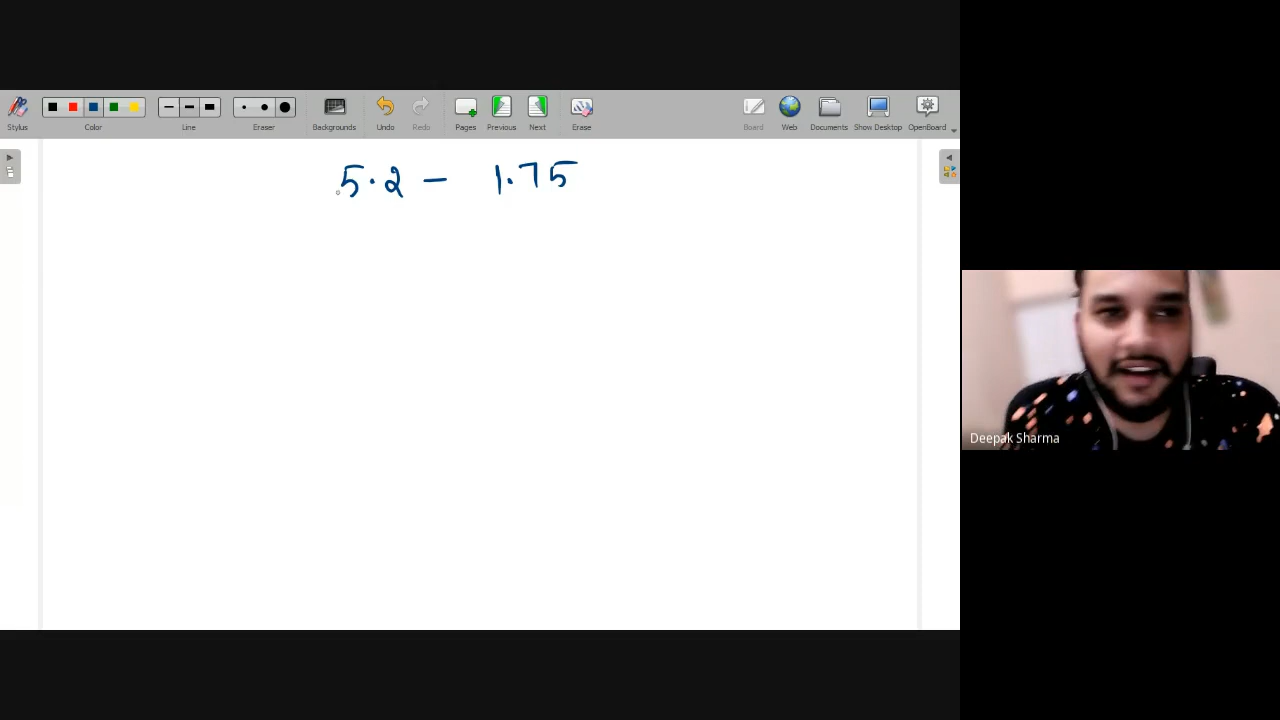 Stylus Color Line Eraser Backgrounds Undo Redo Pages Previous Next Erase Board Web Documents Show Desktop OpenBoard
5.2 - 1.75
Deepak Sharma